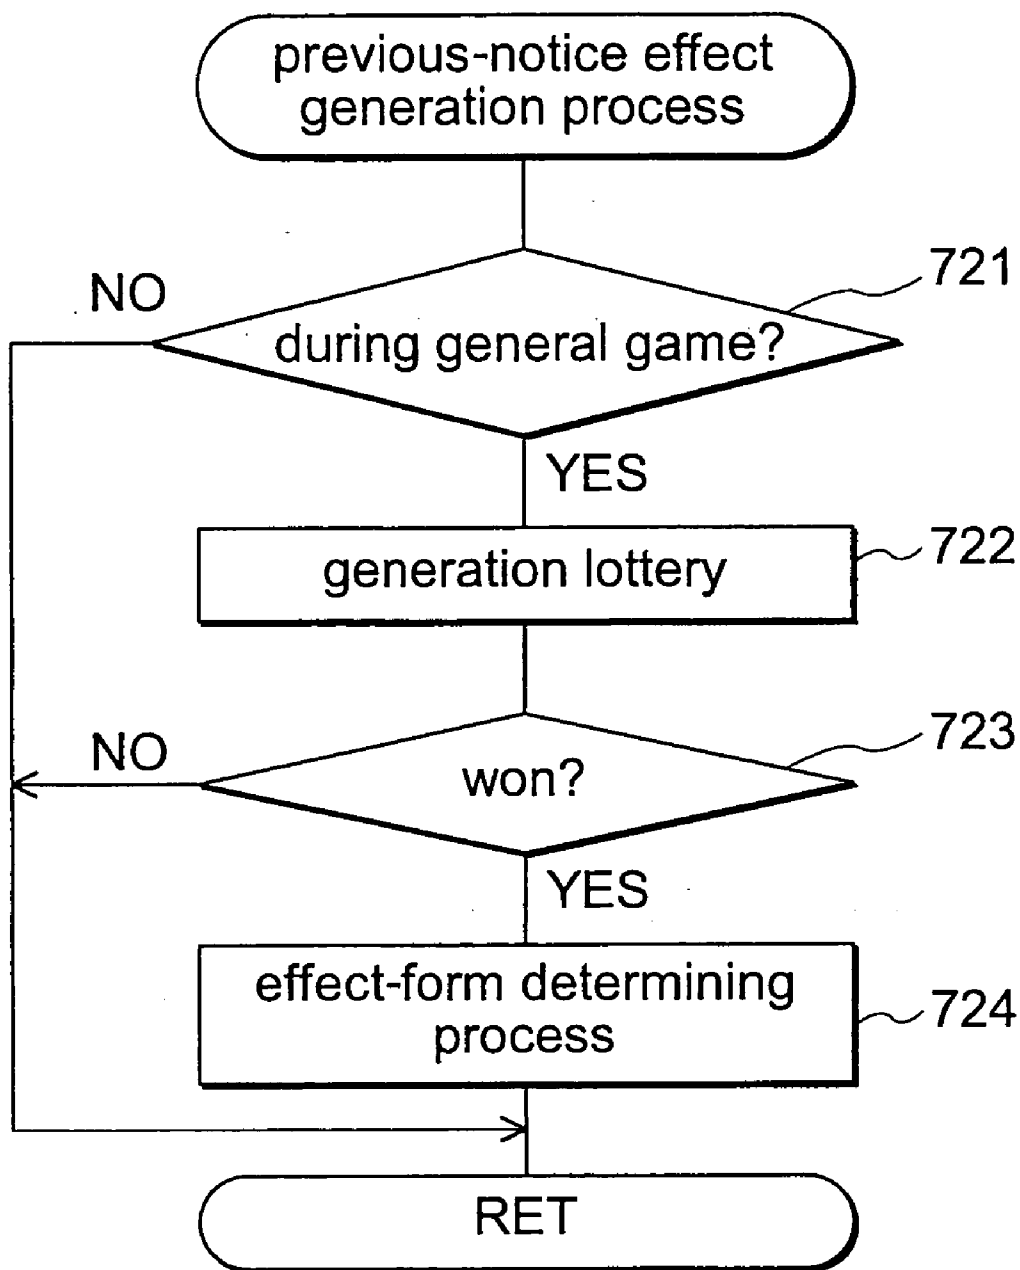 previous-notice effect
generation process
721
NO
during general game?
YES
722
generation lottery
723
NO
won?
YES
effect-form determining
process
724
RET